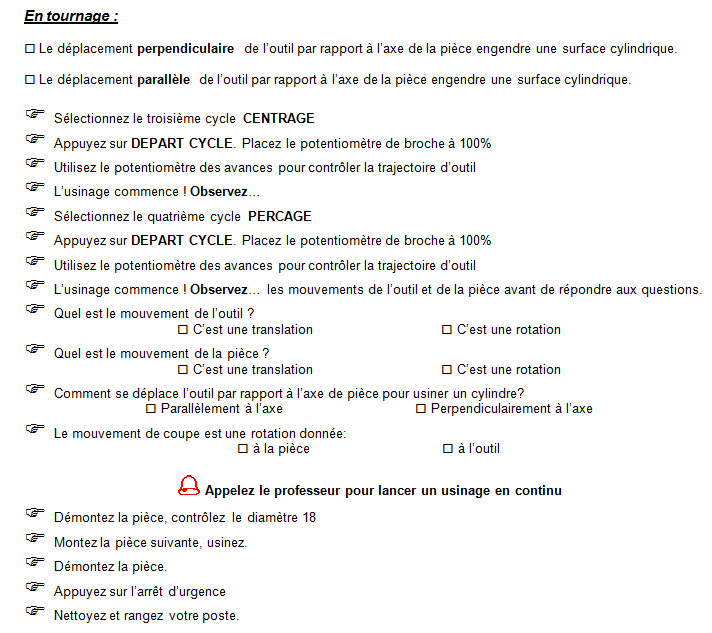 En tournage :
☐ Le déplacement perpendiculaire de l'outil par rapport à l'axe de la pièce engendre une surface cylindrique.
☐ Le déplacement parallèle de l'outil par rapport à l'axe de la pièce engendre une surface cylindrique.
☞ Sélectionnez le troisième cycle CENTRAGE
☞ Appuyez sur DEPART CYCLE. Placez le potentiomètre de broche à 100%
☞ Utilisez le potentiomètre des avances pour contrôler la trajectoire d'outil
☞ L'usinage commence ! Observez…
☞ Sélectionnez le quatrième cycle PERCAGE
☞ Appuyez sur DEPART CYCLE. Placez le potentiomètre de broche à 100%
☞ Utilisez le potentiomètre des avances pour contrôler la trajectoire d'outil
☞ L'usinage commence ! Observez… les mouvements de l'outil et de la pièce avant de répondre aux questions.
☞ Quel est le mouvement de l'outil ?
☐ C'est une translation ☐ C'est une rotation
☞ Quel est le mouvement de la pièce ?
☐ C'est une translation ☐ C'est une rotation
☞ Comment se déplace l'outil par rapport à l'axe de pièce pour usiner un cylindre?
☐ Parallèlement à l'axe ☐ Perpendiculairement à l'axe
☞ Le mouvement de coupe est une rotation donnée:
☐ à la pièce ☐ à l'outil
Appelez le professeur pour lancer un usinage en continu
☞ Démontez la pièce, contrôlez le diamètre 18
☞ Montez la pièce suivante, usinez.
☞ Démontez la pièce.
☞ Appuyez sur l'arrêt d'urgence
☞ Nettoyez et rangez votre poste.